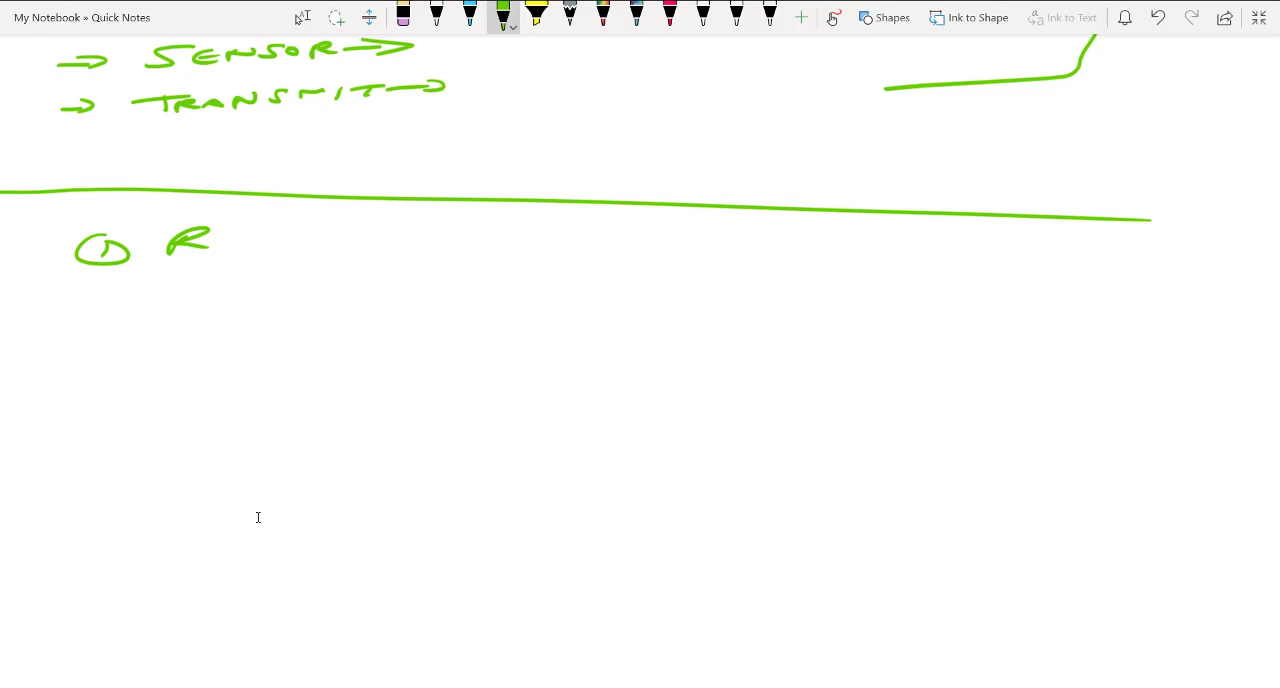 My Notebook » Quick Notes
Shapes
Ink to Shape
Ink to Text
⇒ SENSOR →
→ TRANSMIT →
① R